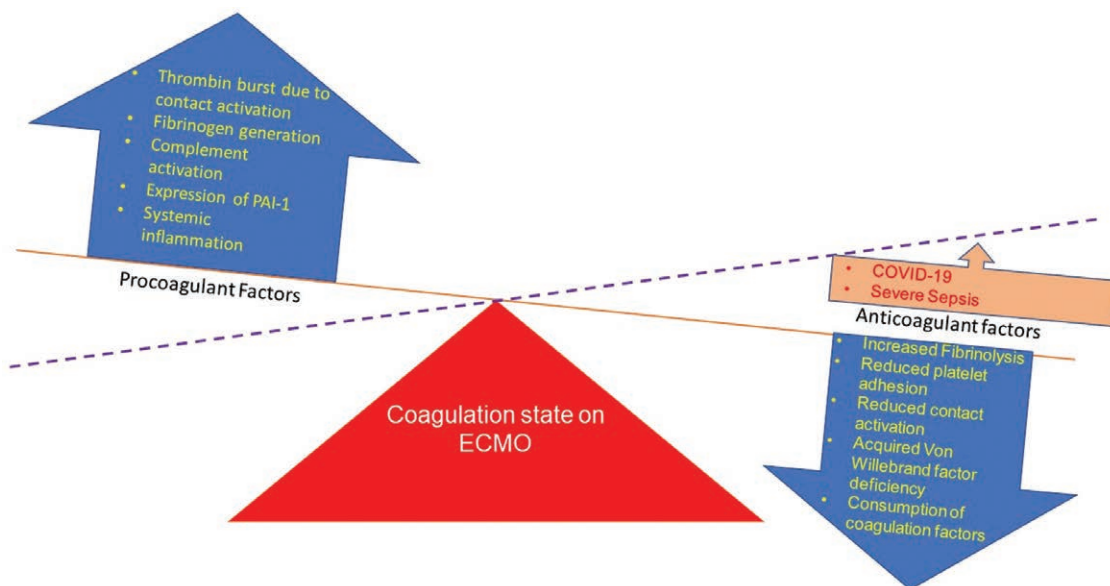 • Thrombin burst due to
contact activation
• Fibrinogen generation
• Complement
activation
• Expression of PAI-1
• Systemic
inflammation
Procoagulant Factors
Coagulation state on
ECMO
• COVID-19
• Severe Sepsis
Anticoagulant factors
• Increased Fibrinolysis
• Reduced platelet
adhesion
• Reduced contact
activation
• Acquired Von
Willebrand factor
deficiency
• Consumption of
coagulation factors